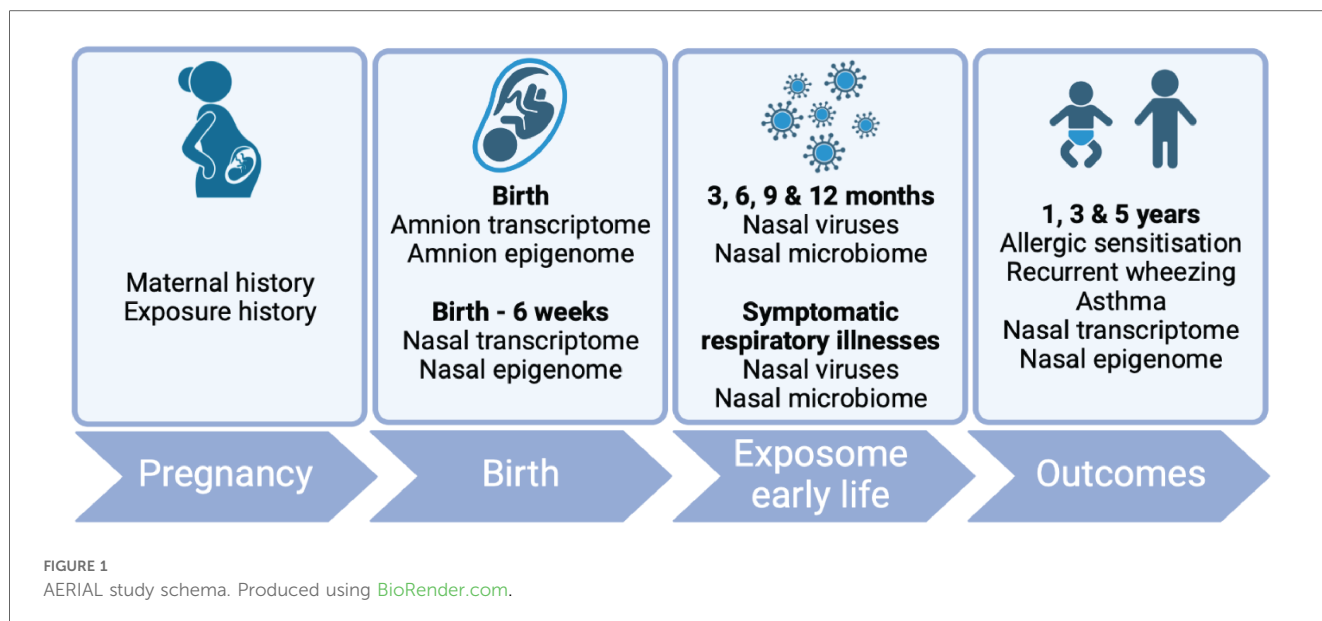 Maternal history
Exposure history
Birth
Amnion transcriptome
Amnion epigenome
Birth - 6 weeks
Nasal transcriptome
Nasal epigenome
3, 6, 9 & 12 months
Nasal viruses
Nasal microbiome
Symptomatic
respiratory illnesses
Nasal viruses
Nasal microbiome
1, 3 & 5 years
Allergic sensitisation
Recurrent wheezing
Asthma
Nasal transcriptome
Nasal epigenome
Pregnancy
Birth
Exposome
early life
Outcomes
FIGURE 1
AERIAL study schema. Produced using BioRender.com.